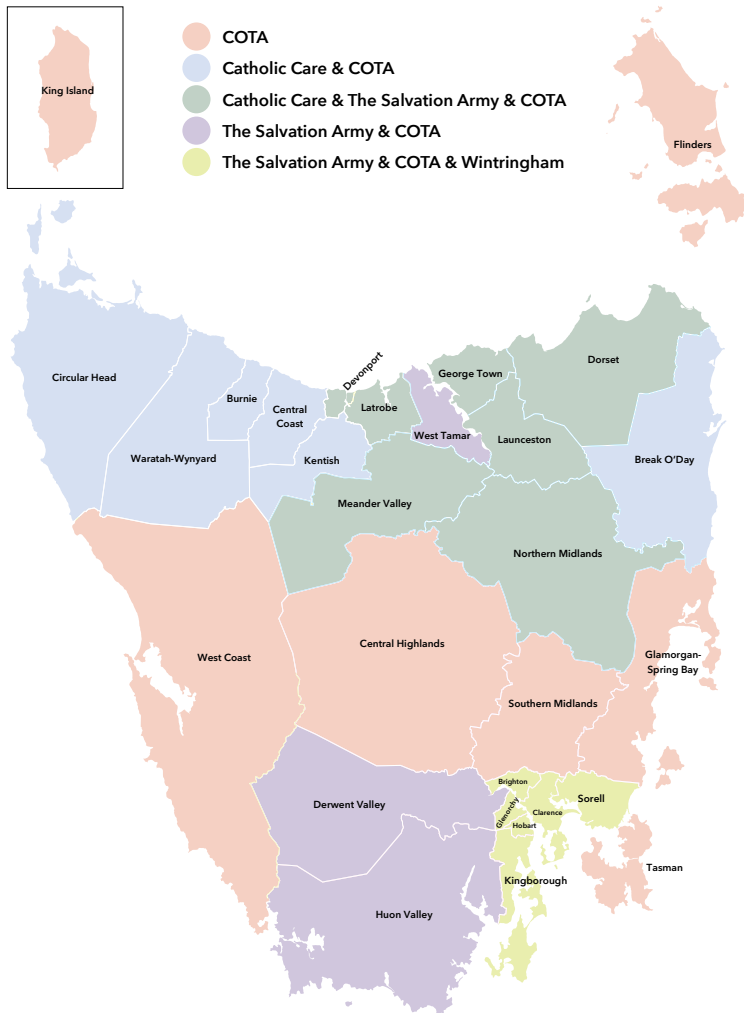 King Island
COTA
Catholic Care & COTA
Catholic Care & The Salvation Army & COTA
The Salvation Army & COTA
The Salvation Army & COTA & Wintringham
Flinders
Circular Head
Burnie
Central
Coast
Waratah-Wynyard
Kentish
Devonport
Latrobe
George Town
Dorset
West Tamar
Launceston
Break O’Day
Meander Valley
Northern Midlands
West Coast
Central Highlands
Glamorgan-
Spring Bay
Southern Midlands
Derwent Valley
Brighton
Glenorchy
Clarence
Hobart
Sorell
Tasman
Kingborough
Huon Valley